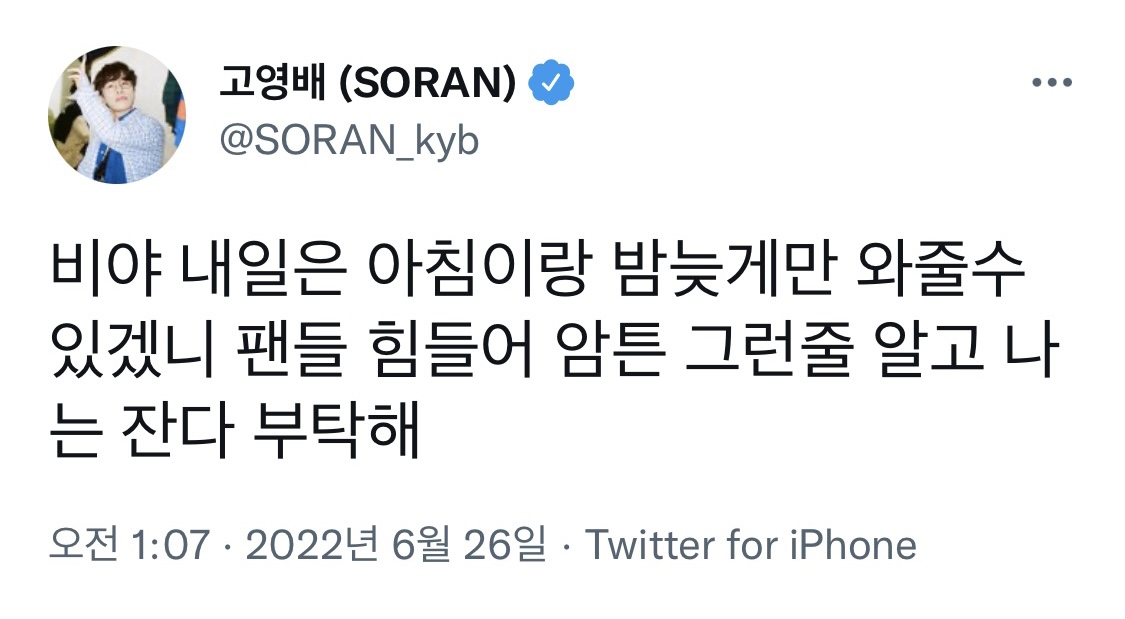 고영배 (SORAN)
@SORAN_kyb
비야 내일은 아침이랑 밤늦게만 와줄수
있겠니 팬들 힘들어 암튼 그런줄 알고 나
는 잔다 부탁해
오전 1:07 · 2022년 6월 26일 · Twitter for iPhone